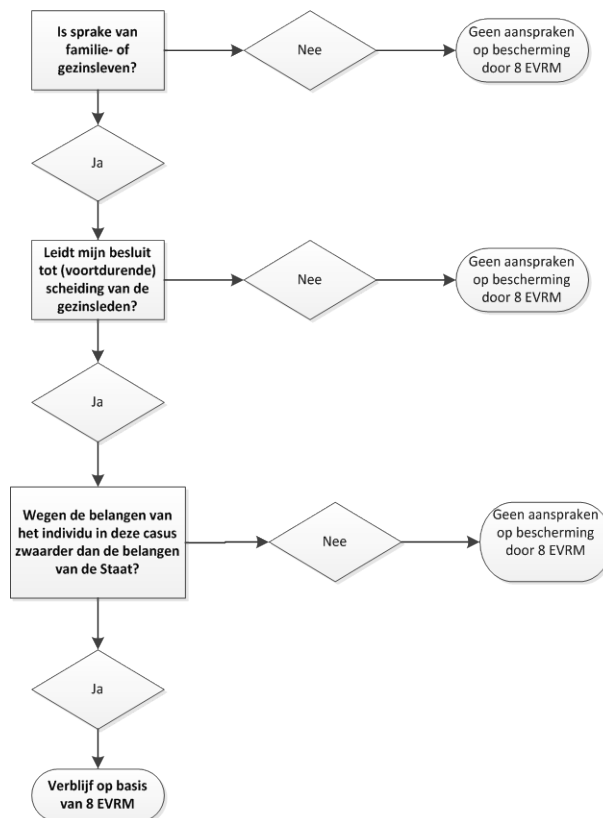 Is sprake van
familie- of
gezinsleven?
Nee
Geen aanspraken
op bescherming
door 8 EVRM
Ja
Leidt mijn besluit
tot (voortdurende)
scheiding van de
gezinsleden?
Nee
Geen aanspraken
op bescherming
door 8 EVRM
Ja
Wegen de belangen van
het individu in deze casus
zwaarder dan de belangen
van de Staat?
Nee
Geen aanspraken
op bescherming
door 8 EVRM
Ja
Verblijf op basis
van 8 EVRM